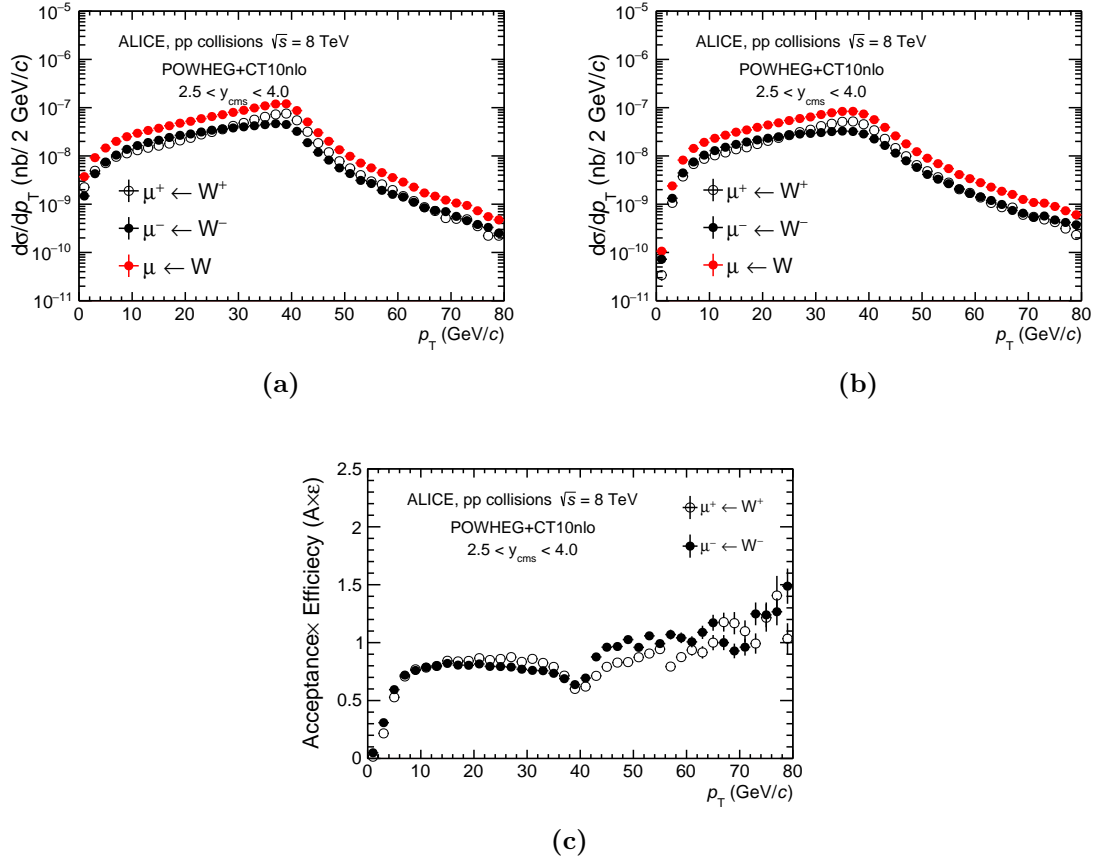 dσ/dp_T (nb/ 2 GeV/c)
10⁻⁵
10⁻⁶
10⁻⁷
10⁻⁸
10⁻⁹
10⁻¹⁰
10⁻¹¹
ALICE, pp collisions √s = 8 TeV
POWHEG+CT10nlo
2.5 < y_cms < 4.0
μ⁺ ← W⁺
μ⁻ ← W⁻
μ ← W
0 10 20 30 40 50 60 70 80
p_T (GeV/c)
(a)
dσ/dp_T (nb/ 2 GeV/c)
10⁻⁵
10⁻⁶
10⁻⁷
10⁻⁸
10⁻⁹
10⁻¹⁰
10⁻¹¹
ALICE, pp collisions √s = 8 TeV
POWHEG+CT10nlo
2.5 < y_cms < 4.0
μ⁺ ← W⁺
μ⁻ ← W⁻
μ ← W
0 10 20 30 40 50 60 70 80
p_T (GeV/c)
(b)
Acceptance× Efficiecy (A×ε)
2.5
2
1.5
1
0.5
0
ALICE, pp collisions √s = 8 TeV
POWHEG+CT10nlo
2.5 < y_cms < 4.0
μ⁺ ← W⁺
μ⁻ ← W⁻
0 10 20 30 40 50 60 70 80
p_T (GeV/c)
(c)